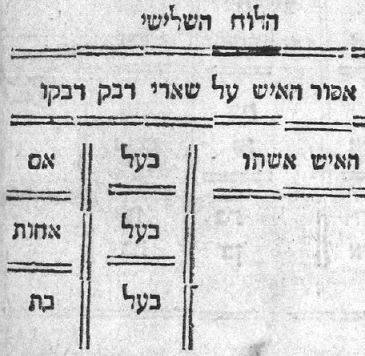 הלוח השלישי
אסור האיש על שארי דבק דבקו
האיש אשתו בעל אם
בעל אחות
בעל בת